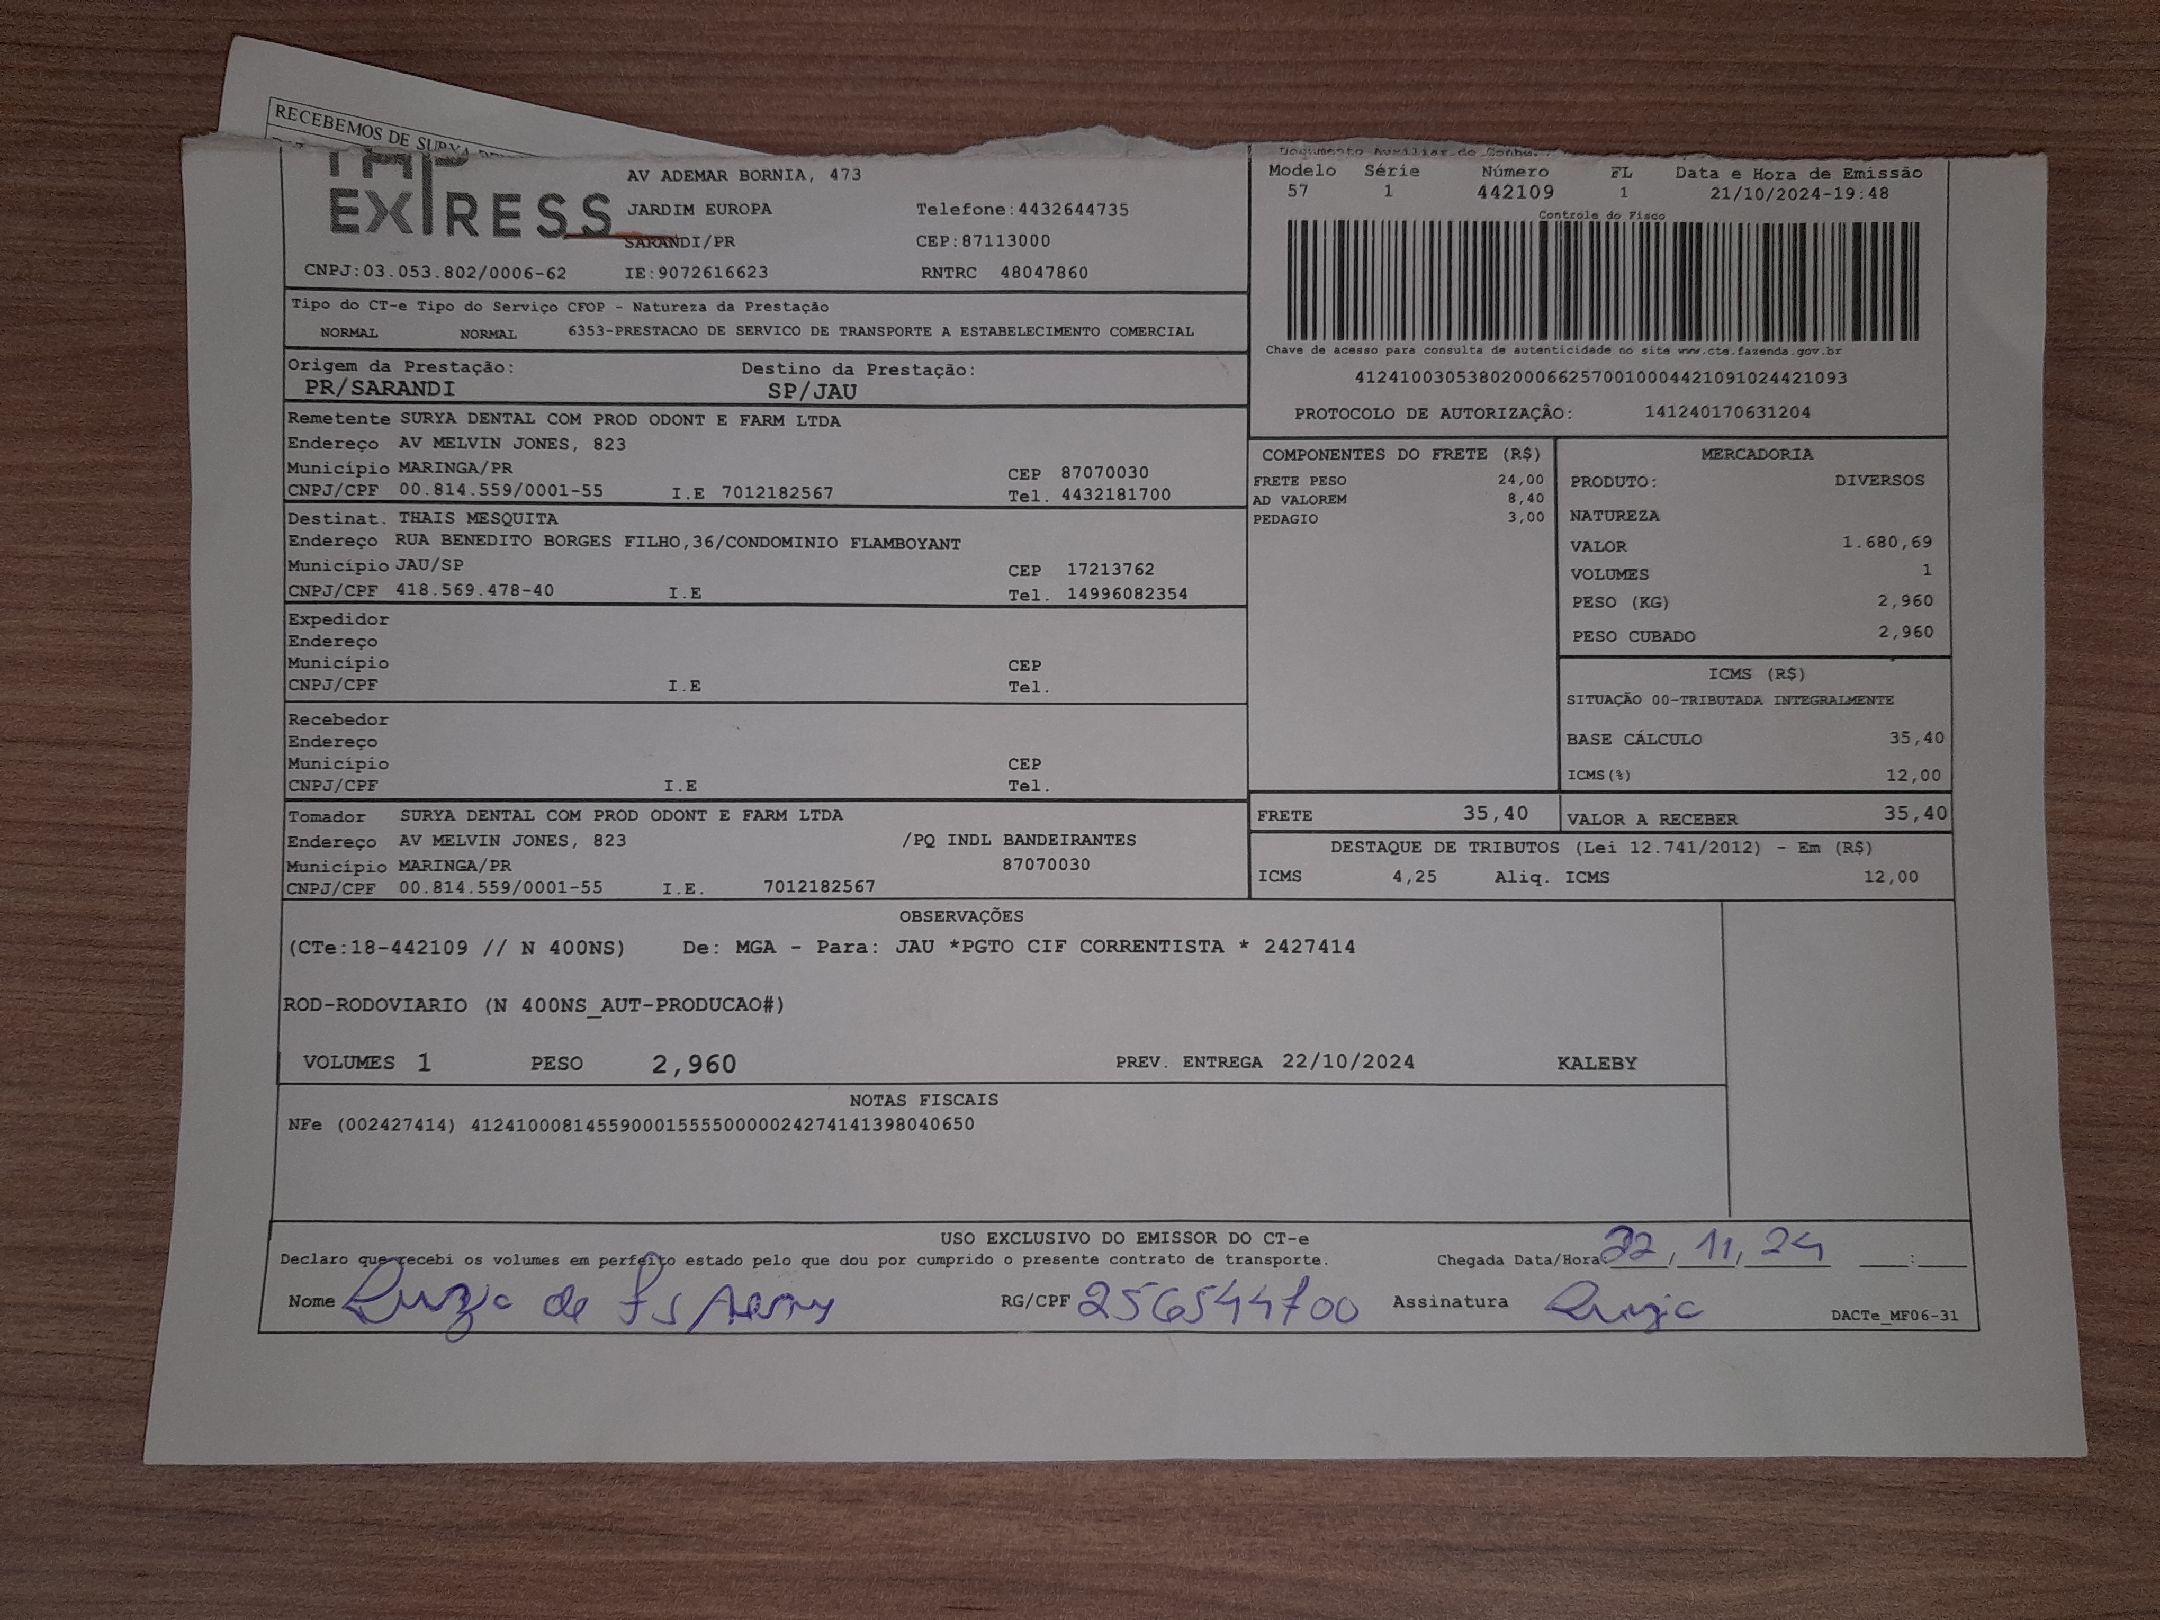 RECEBEMOS DE SURYA
EXPRESS
AV ADEMAR BORNIA, 473
JARDIM EUROPA Telefone:4432644735
SARANDI/PR CEP:87113000
CNPJ:03.053.802/0006-62 IE:9072616623 RNTRC 48047860
Documento Auxiliar do
Modelo Série Número FL Data e Hora de Emissão
57 1 442109 1 21/10/2024-19:48
Controle do Fisco
Chave de acesso para consulta de autenticidade no site www.cte.fazenda.gov.br
41241003053802000662570010004421091024421093
PROTOCOLO DE AUTORIZAÇÃO: 141240170631204
Tipo do CT-e Tipo do Serviço CFOP - Natureza da Prestação
NORMAL NORMAL 6353-PRESTACAO DE SERVICO DE TRANSPORTE A ESTABELECIMENTO COMERCIAL
Origem da Prestação: Destino da Prestação:
PR/SARANDI SP/JAU
Remetente SURYA DENTAL COM PROD ODONT E FARM LTDA
Endereço AV MELVIN JONES, 823
Município MARINGA/PR CEP 87070030
CNPJ/CPF 00.814.559/0001-55 I.E 7012182567 Tel. 4432181700
Destinat. THAIS MESQUITA
Endereço RUA BENEDITO BORGES FILHO,36/CONDOMINIO FLAMBOYANT
Município JAU/SP CEP 17213762
CNPJ/CPF 418.569.478-40 I.E Tel. 14996082354
Expedidor
Endereço
Município CEP
CNPJ/CPF I.E Tel.
Recebedor
Endereço
Município CEP
CNPJ/CPF I.E Tel.
Tomador SURYA DENTAL COM PROD ODONT E FARM LTDA
Endereço AV MELVIN JONES, 823 /PQ INDL BANDEIRANTES
Município MARINGA/PR 87070030
CNPJ/CPF 00.814.559/0001-55 I.E. 7012182567
COMPONENTES DO FRETE (R$)
FRETE PESO 24,00
AD VALOREM 8,40
PEDAGIO 3,00
MERCADORIA
PRODUTO: DIVERSOS
NATUREZA
VALOR 1.680,69
VOLUMES 1
PESO (KG) 2,960
PESO CUBADO 2,960
ICMS (R$)
SITUAÇÃO 00-TRIBUTADA INTEGRALMENTE
BASE CÁLCULO 35,40
ICMS(%) 12,00
FRETE 35,40 VALOR A RECEBER 35,40
DESTAQUE DE TRIBUTOS (Lei 12.741/2012) - Em (R$)
ICMS 4,25 Aliq. ICMS 12,00
OBSERVAÇÕES
(CTe:18-442109 // N 400NS) De: MGA - Para: JAU *PGTO CIF CORRENTISTA * 2427414
ROD-RODOVIARIO (N 400NS_AUT-PRODUCAO#)
VOLUMES 1 PESO 2,960 PREV. ENTREGA 22/10/2024 KALEBY
NOTAS FISCAIS
NFe (002427414) 41241000814559000155550000024274141398040650
USO EXCLUSIVO DO EMISSOR DO CT-e
Declaro que recebi os volumes em perfeito estado pelo que dou por cumprido o presente contrato de transporte. Chegada Data/Hora: 22/11/24 :
Nome Luzia de RG/CPF 256544700 Assinatura Luzia DACTe_MF06-31